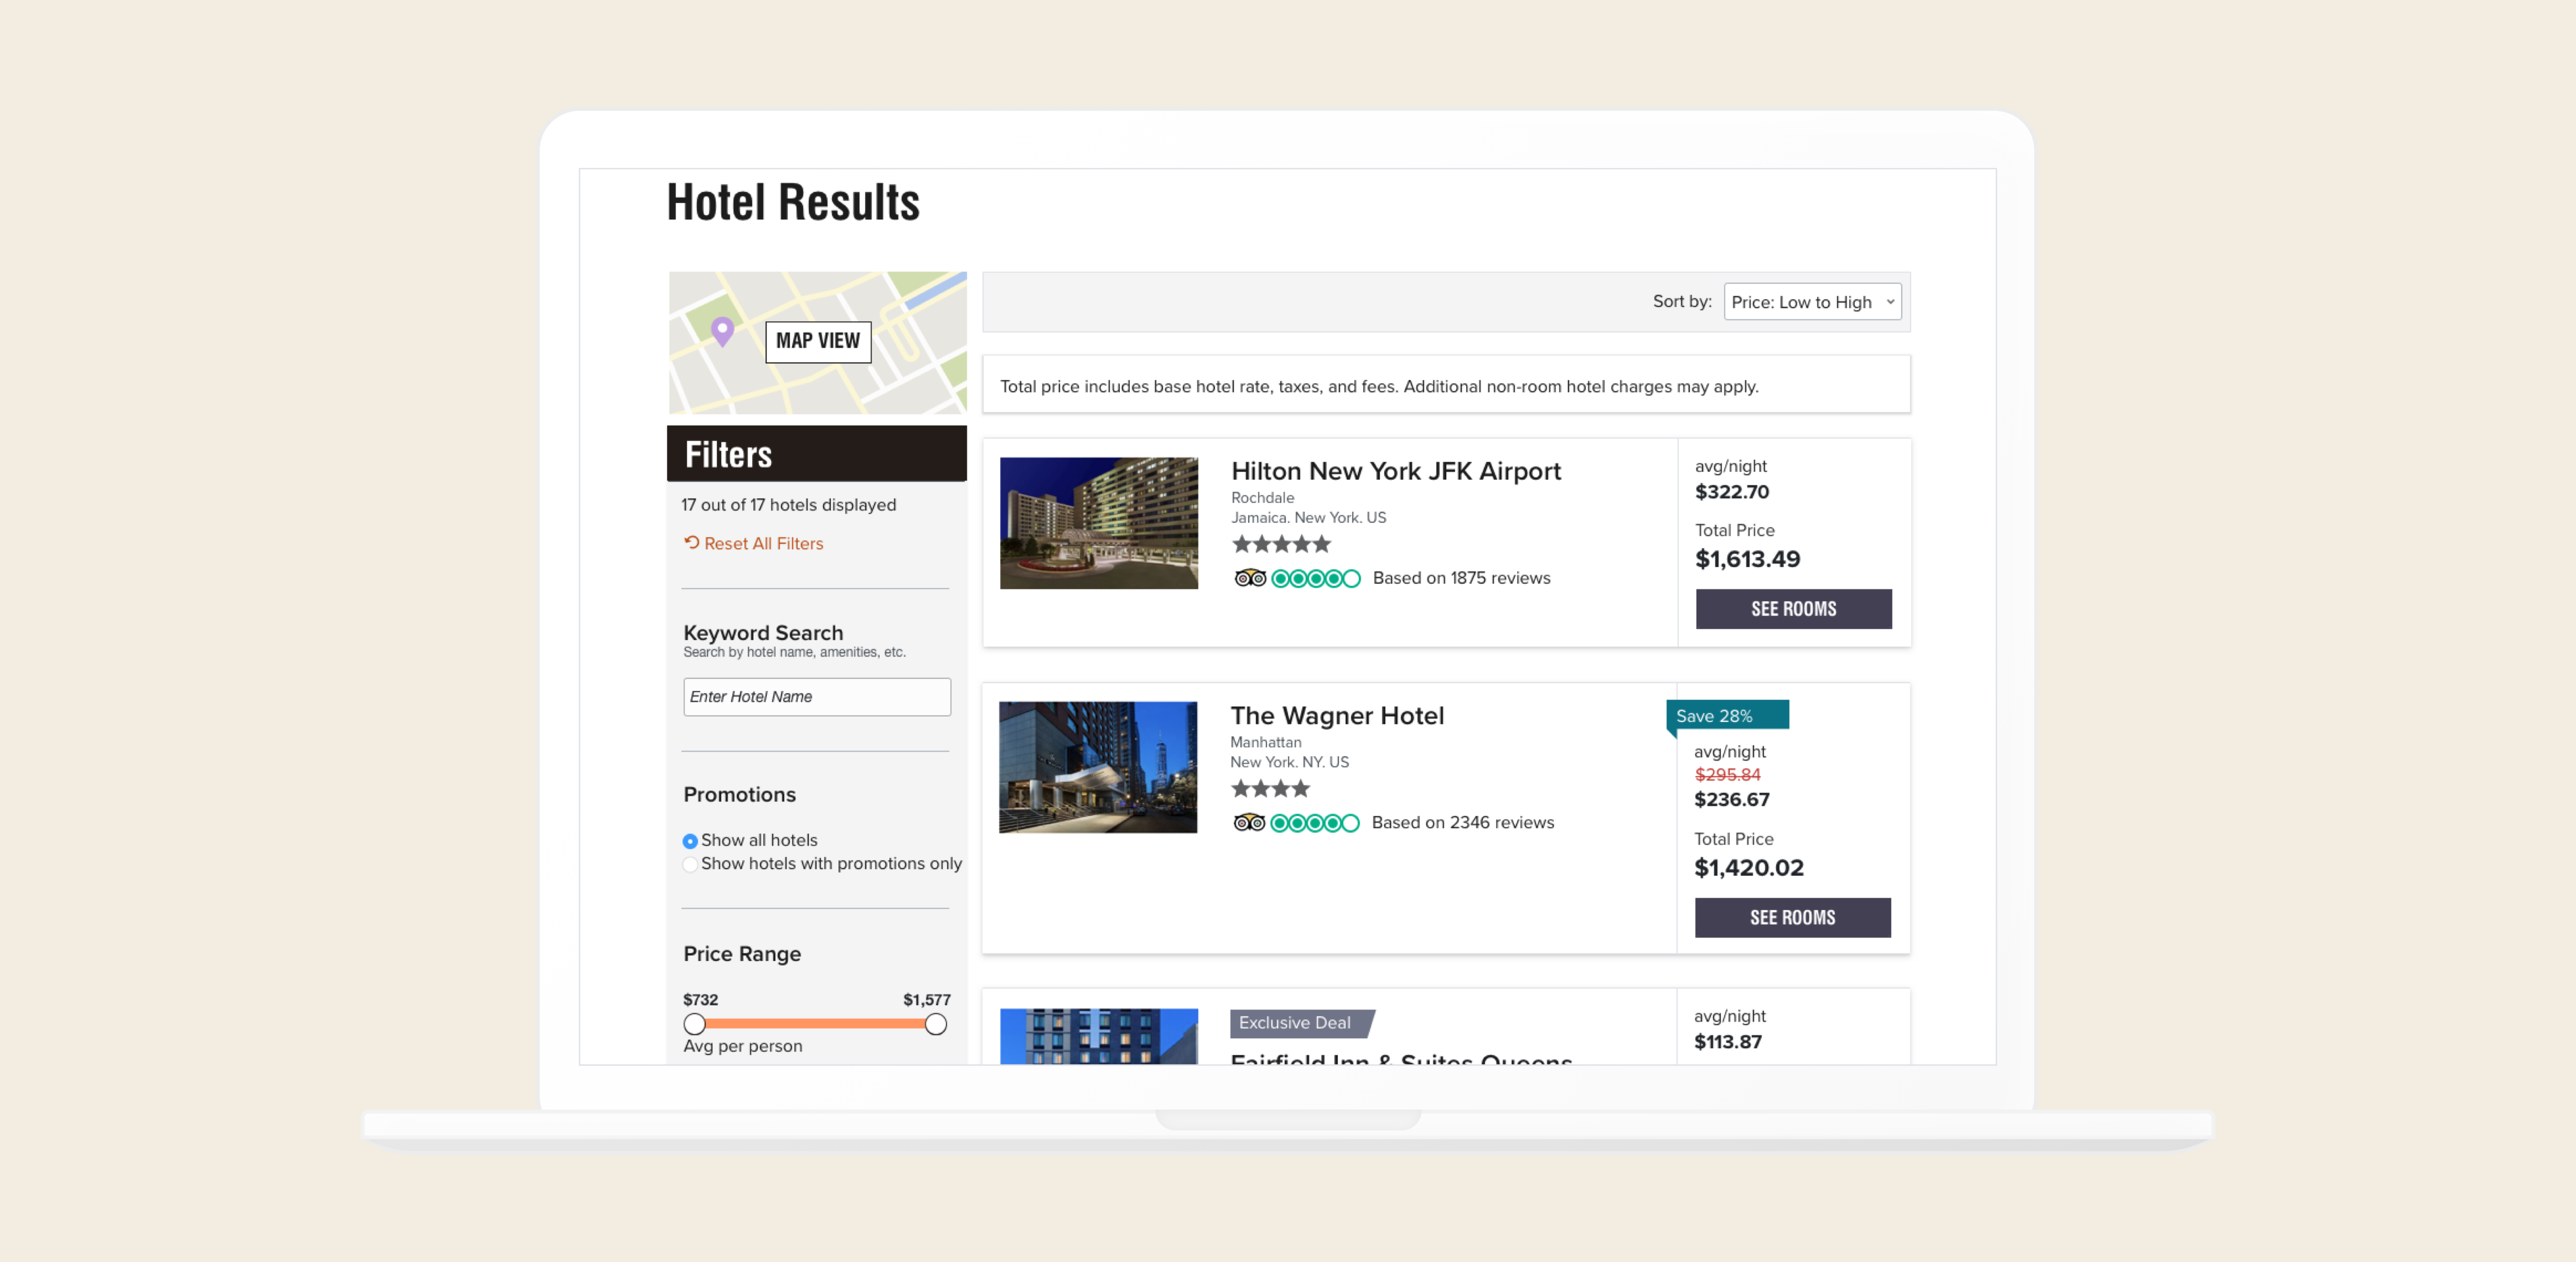 Hotel Results
MAP VIEW
Sort by: Price: Low to High
Total price includes base hotel rate, taxes, and fees. Additional non-room hotel charges may apply.
Filters
17 out of 17 hotels displayed
Reset All Filters
Keyword Search
Search by hotel name, amenities, etc.
Enter Hotel Name
Promotions
Show all hotels
Show hotels with promotions only
Price Range
$732 $1,577
Avg per person
Hilton New York JFK Airport
Rochdale
Jamaica. New York. US
Based on 1875 reviews
avg/night
$322.70
Total Price
$1,613.49
SEE ROOMS
The Wagner Hotel
Manhattan
New York. NY. US
Based on 2346 reviews
Save 28%
avg/night
$295.84
$236.67
Total Price
$1,420.02
SEE ROOMS
Exclusive Deal
Fairfield Inn & Suites Queens
avg/night
$113.87